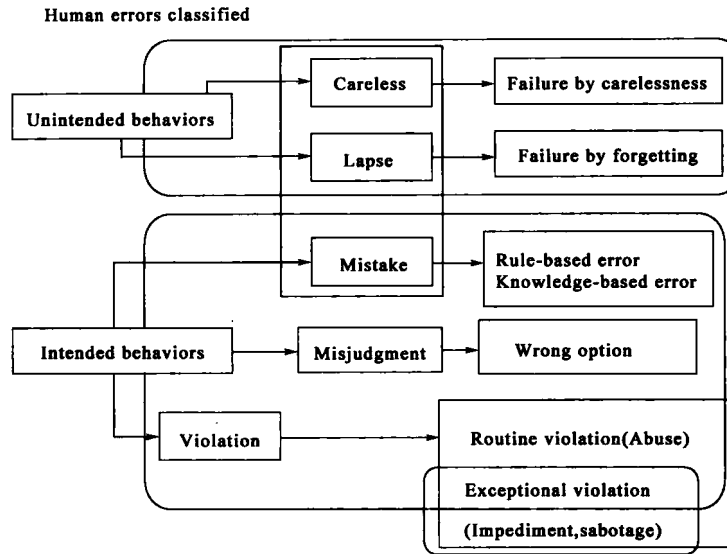 Human errors classified
Careless
Failure by carelessness
Unintended behaviors
Lapse
Failure by forgetting
Mistake
Rule-based error
Knowledge-based error
Intended behaviors
Misjudgment
Wrong option
Violation
Routine violation(Abuse)
Exceptional violation
(Impediment,sabotage)